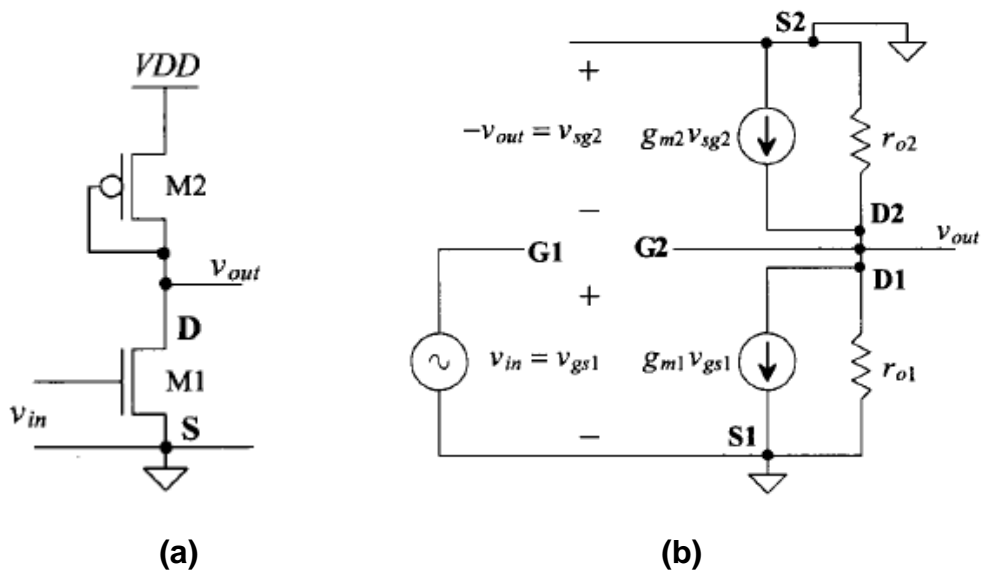 VDD
M2
v_out
D
M1
v_in
S
(a)
S2
+
−v_out = v_sg2
g_m2 v_sg2
r_o2
−
D2
v_out
G1
G2
D1
+
v_in = v_gs1
g_m1 v_gs1
r_o1
−
S1
(b)